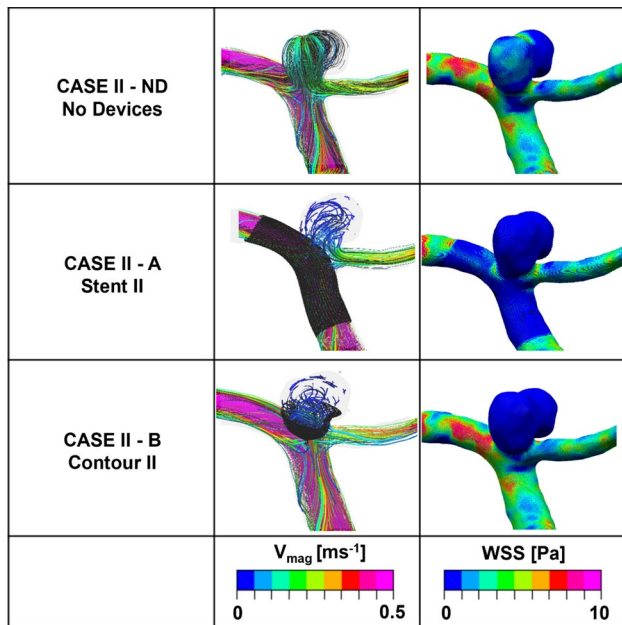 CASE II - ND
No Devices
CASE II - A
Stent II
CASE II - B
Contour II
V_mag [ms⁻¹] WSS [Pa]
0 0.5 0 10